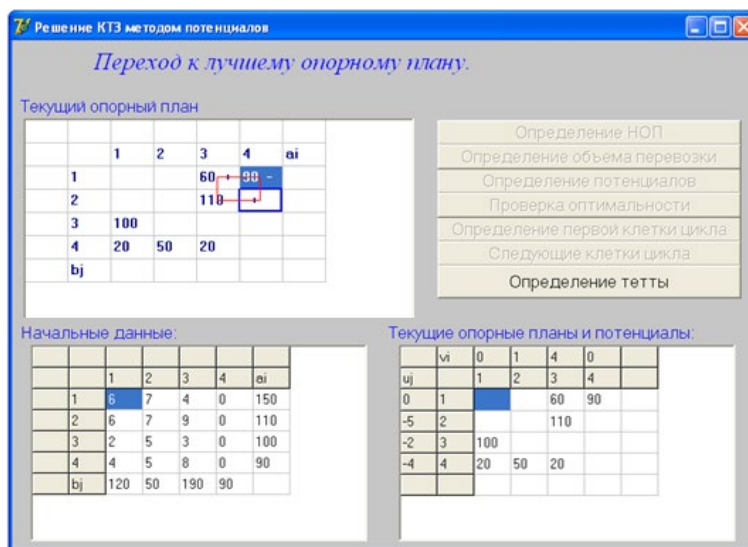 Решение КТЗ методом потенциалов
Переход к лучшему опорному плану.
Текущий опорный план
1 2 3 4 ai
1 60 + 90 -
2 110 +
3 100
4 20 50 20
bj
Определение НОП
Определение объема перевозки
Определение потенциалов
Проверка оптимальности
Определение первой клетки цикла
Следующие клетки цикла
Определение тетты
Начальные данные:
1 2 3 4 ai
1 6 7 4 0 150
2 6 7 9 0 110
3 2 5 3 0 100
4 4 5 8 0 90
bj 120 50 190 90
Текущие опорные планы и потенциалы:
vi 0 1 4 0
uj 1 2 3 4
0 1 60 90
-5 2 110
-2 3 100
-4 4 20 50 20